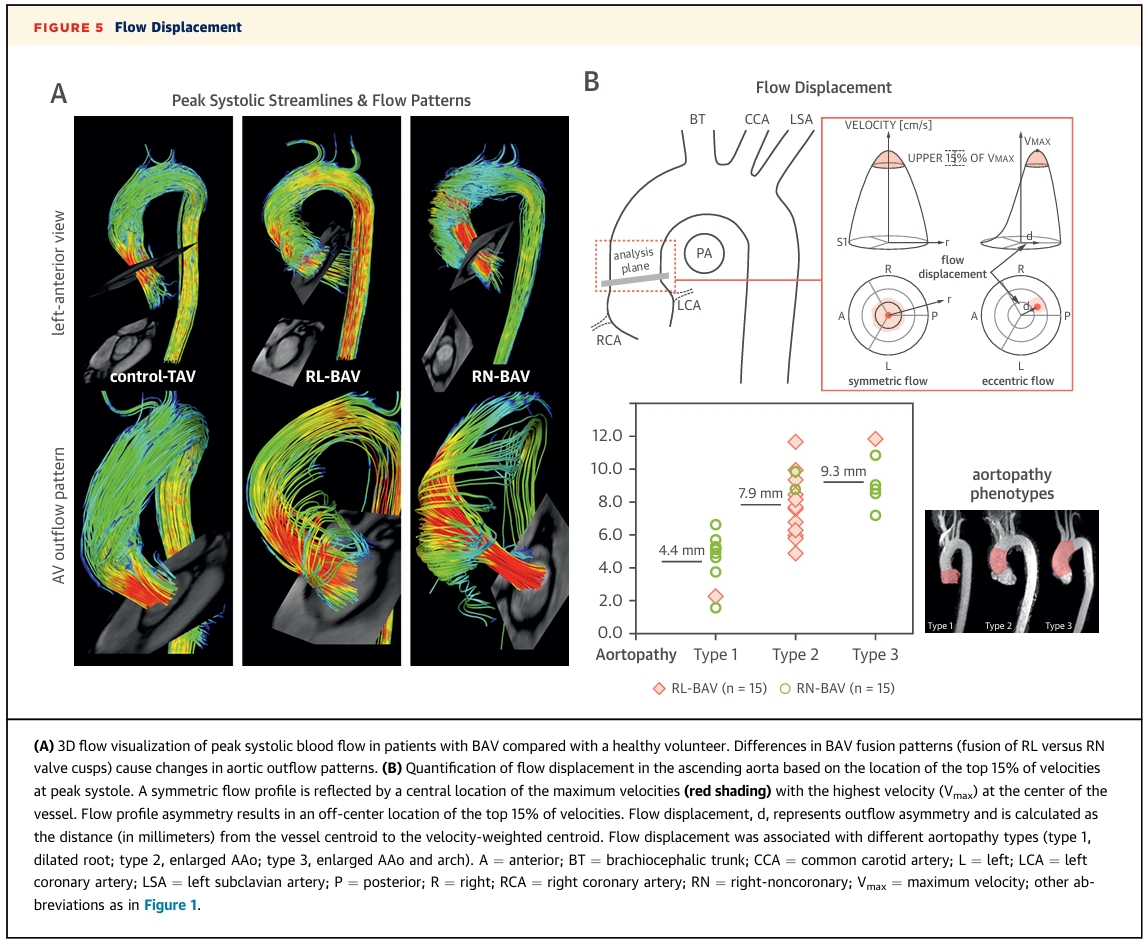 FIGURE 5 Flow Displacement
A
Peak Systolic Streamlines & Flow Patterns
left-anterior view
control-TAV
RL-BAV
RN-BAV
AV outflow pattern
B
Flow Displacement
BT
CCA
LSA
PA
analysis
plane
LCA
RCA
VELOCITY [cm/s]
VMAX
UPPER 15% OF VMAX
S1
r
d
flow
displacement
R
R
r
A
P
A
d
P
L
L
symmetric flow
eccentric flow
12.0
10.0
8.0
6.0
4.0
2.0
0.0
4.4 mm
7.9 mm
9.3 mm
Aortopathy
Type 1
Type 2
Type 3
RL-BAV (n = 15)
RN-BAV (n = 15)
aortopathy
phenotypes
Type 1
Type 2
Type 3
(A) 3D flow visualization of peak systolic blood flow in patients with BAV compared with a healthy volunteer. Differences in BAV fusion patterns (fusion of RL versus RN
valve cusps) cause changes in aortic outflow patterns. (B) Quantification of flow displacement in the ascending aorta based on the location of the top 15% of velocities
at peak systole. A symmetric flow profile is reflected by a central location of the maximum velocities (red shading) with the highest velocity (Vmax) at the center of the
vessel. Flow profile asymmetry results in an off-center location of the top 15% of velocities. Flow displacement, d, represents outflow asymmetry and is calculated as
the distance (in millimeters) from the vessel centroid to the velocity-weighted centroid. Flow displacement was associated with different aortopathy types (type 1,
dilated root; type 2, enlarged AAo; type 3, enlarged AAo and arch). A = anterior; BT = brachiocephalic trunk; CCA = common carotid artery; L = left; LCA = left
coronary artery; LSA = left subclavian artery; P = posterior; R = right; RCA = right coronary artery; RN = right-noncoronary; Vmax = maximum velocity; other ab-
breviations as in Figure 1.